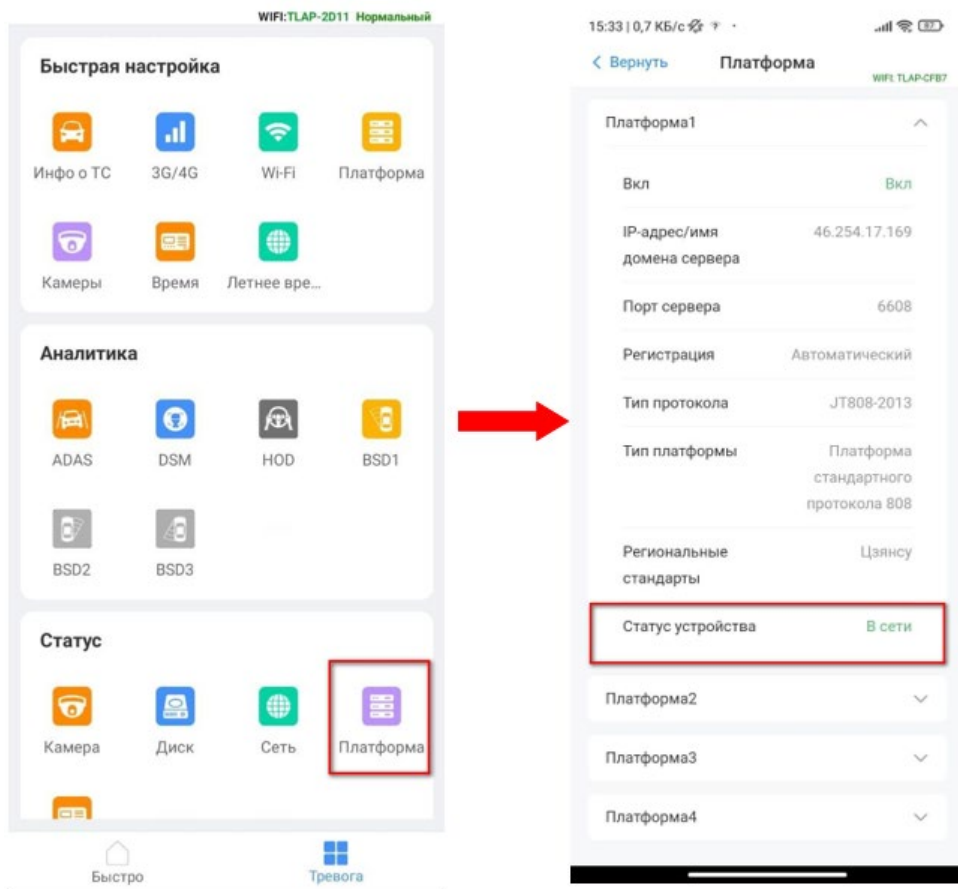 WIFI:TLAP-2D11 Нормальный
Быстрая настройка
Инфо о ТС
3G/4G
Wi-Fi
Платформа
Камеры
Время
Летнее вре...
Аналитика
ADAS
DSM
HOD
BSD1
BSD2
BSD3
Статус
Камера
Диск
Сеть
Платформа
Быстро
Тревога
15:33 | 0,7 КБ/с
87
Вернуть
Платформа
WIFI: TLAP-CFB7
Платформа1
Вкл
Вкл
IP-адрес/имя
домена сервера
46.254.17.169
Порт сервера
6608
Регистрация
Автоматический
Тип протокола
JT808-2013
Тип платформы
Платформа
стандартного
протокола 808
Региональные
стандарты
Цзянсу
Статус устройства
В сети
Платформа2
Платформа3
Платформа4